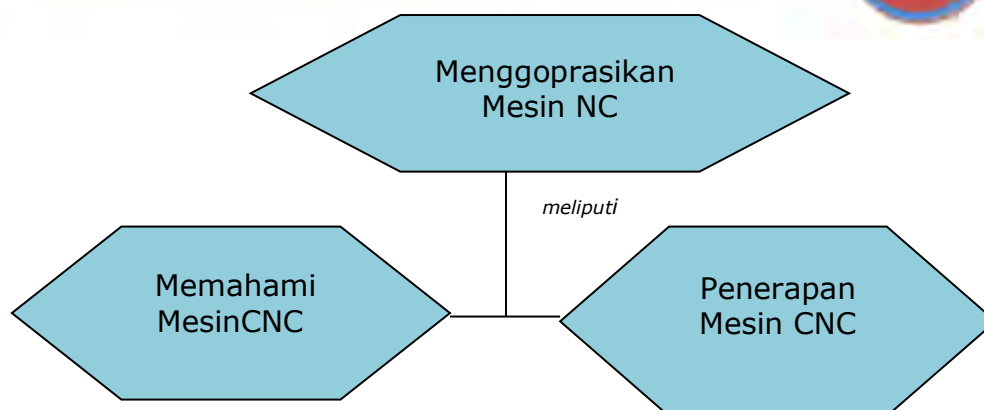 Menggoprasikan
Mesin NC
meliputi
Memahami
MesinCNC
Penerapan
Mesin CNC